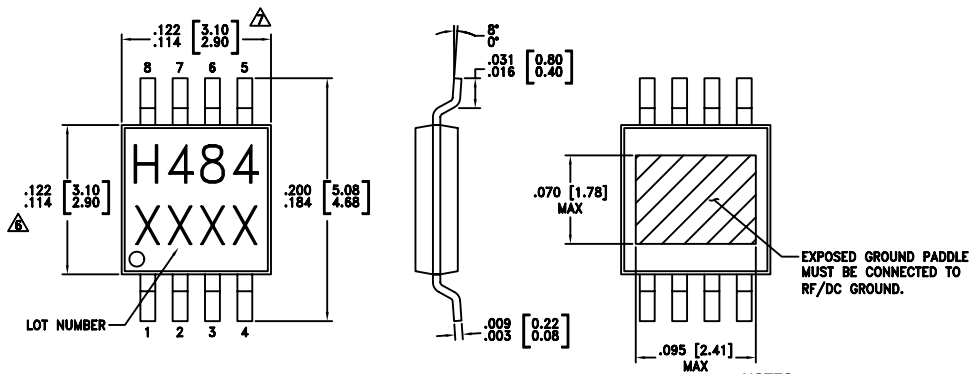 .122 [3.10]
.114 [2.90]
7
8 7 6 5
H484
XXXX
.122 [3.10]
.114 [2.90]
6
.200 [5.08]
.184 [4.68]
LOT NUMBER
1 2 3 4
8°
0°
.031 [0.80]
.016 [0.40]
.009 [0.22]
.003 [0.08]
.070 [1.78]
MAX
EXPOSED GROUND PADDLE
MUST BE CONNECTED TO
RF/DC GROUND.
.095 [2.41]
MAX